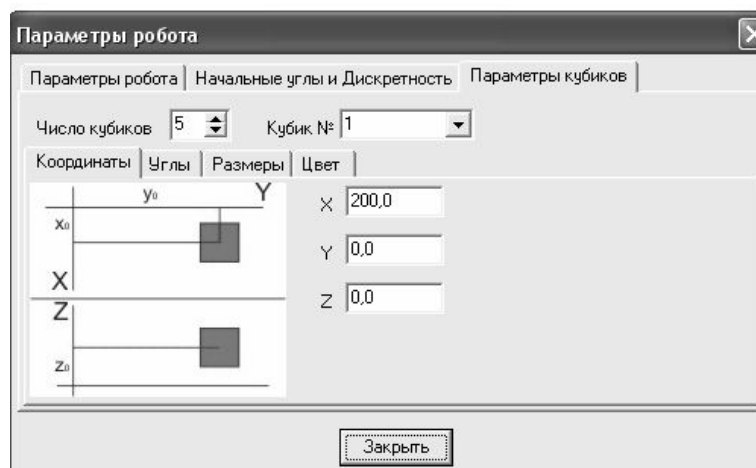 Параметры робота
Параметры робота Начальные углы и Дискретность Параметры кубиков
Число кубиков 5 Кубик № 1
Координаты Углы Размеры Цвет
y₀ Y
x₀
X
Z
z₀
X 200,0
Y 0,0
Z 0,0
Закрыть